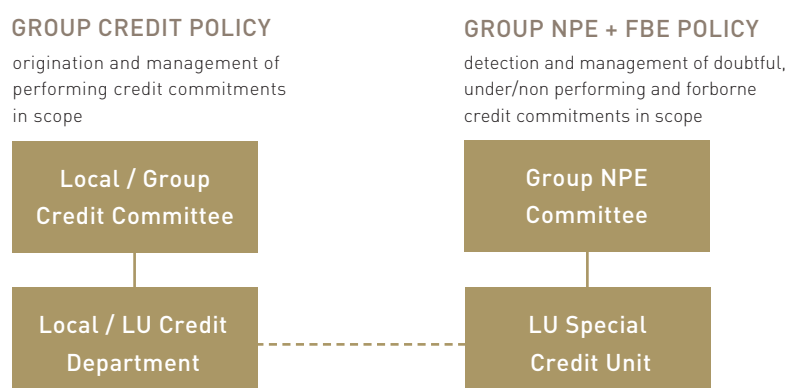 GROUP CREDIT POLICY
origination and management of
performing credit commitments
in scope
Local / Group
Credit Committee
Local / LU Credit
Department
GROUP NPE + FBE POLICY
detection and management of doubtful,
under/non performing and forborne
credit commitments in scope
Group NPE
Committee
LU Special
Credit Unit